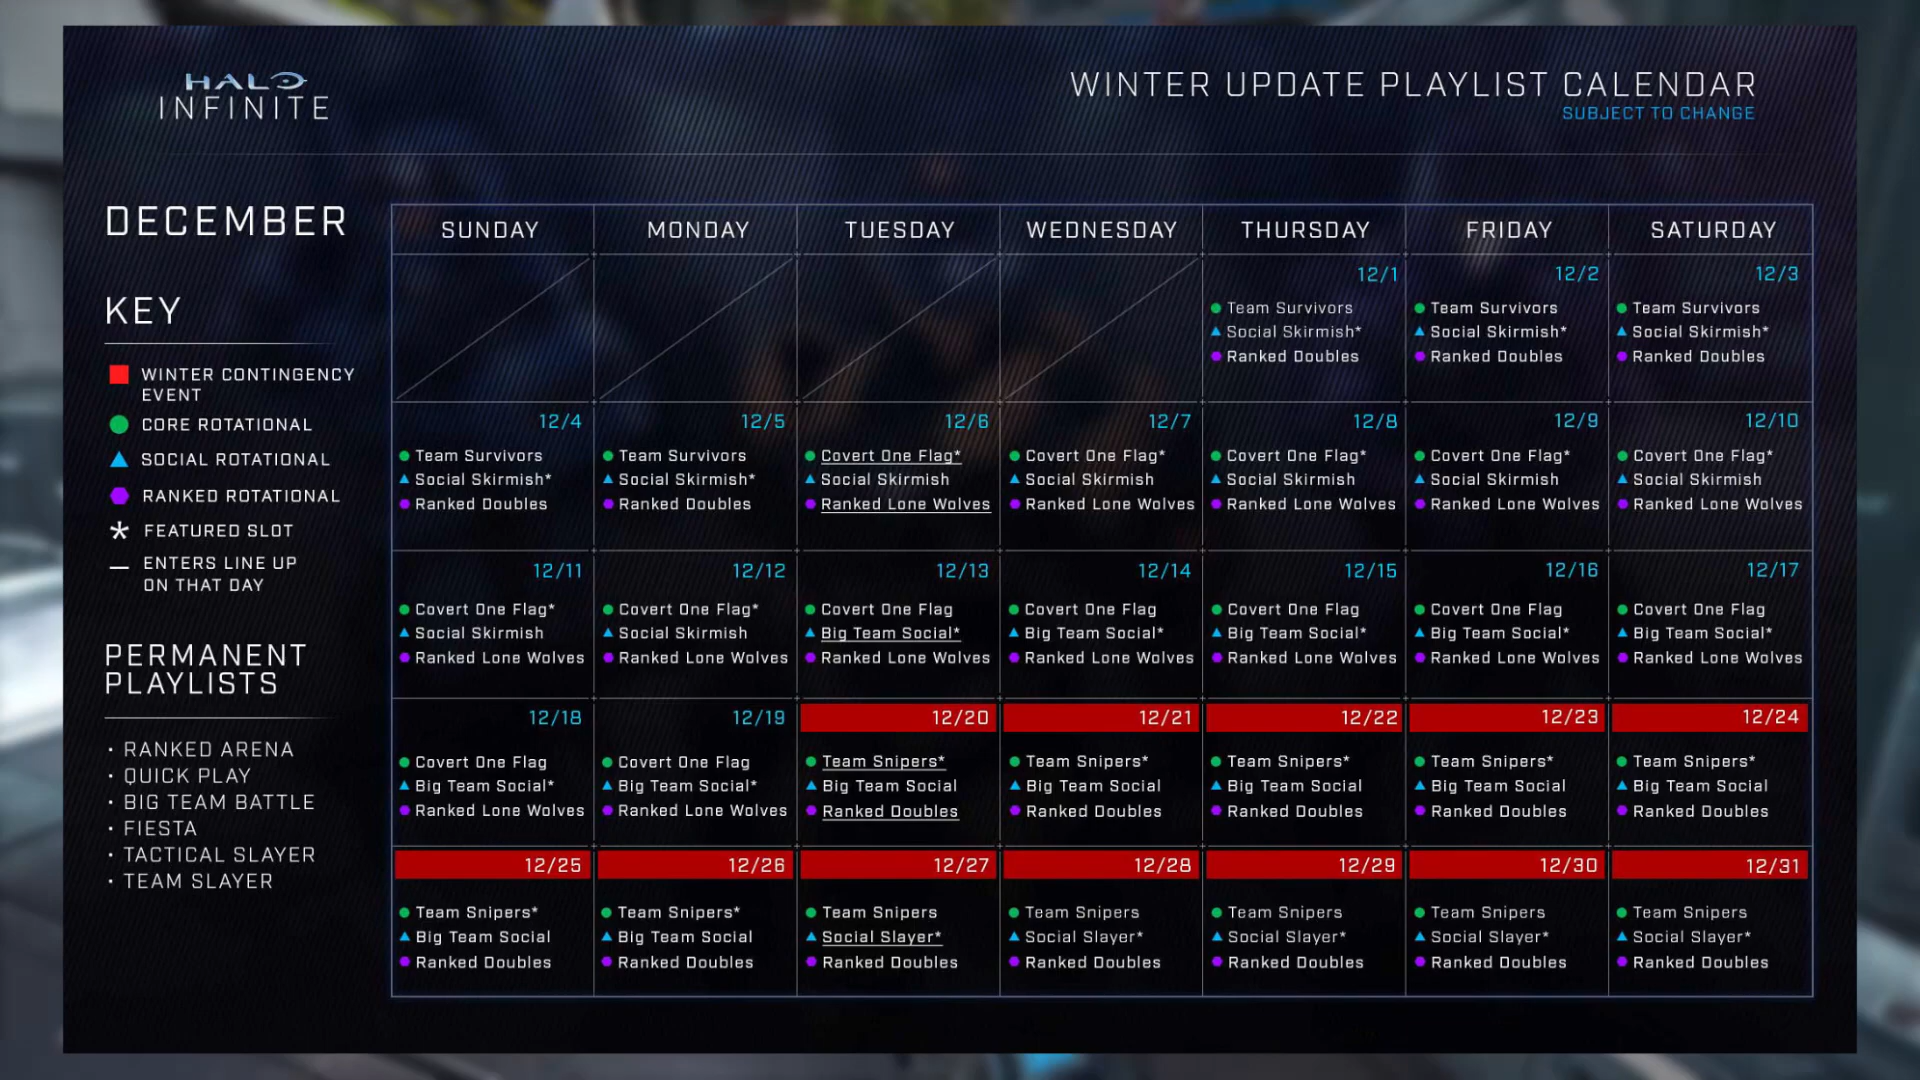 HALO
INFINITE
WINTER UPDATE PLAYLIST CALENDAR
SUBJECT TO CHANGE
DECEMBER
KEY
WINTER CONTINGENCY
EVENT
CORE ROTATIONAL
SOCIAL ROTATIONAL
RANKED ROTATIONAL
* FEATURED SLOT
— ENTERS LINE UP
ON THAT DAY
PERMANENT
PLAYLISTS
· RANKED ARENA
· QUICK PLAY
· BIG TEAM BATTLE
· FIESTA
· TACTICAL SLAYER
· TEAM SLAYER
SUNDAY MONDAY TUESDAY WEDNESDAY THURSDAY FRIDAY SATURDAY
12/1
Team Survivors
Social Skirmish*
Ranked Doubles
12/2
Team Survivors
Social Skirmish*
Ranked Doubles
12/3
Team Survivors
Social Skirmish*
Ranked Doubles
12/4
Team Survivors
Social Skirmish*
Ranked Doubles
12/5
Team Survivors
Social Skirmish*
Ranked Doubles
12/6
Covert One Flag*
Social Skirmish
Ranked Lone Wolves
12/7
Covert One Flag*
Social Skirmish
Ranked Lone Wolves
12/8
Covert One Flag*
Social Skirmish
Ranked Lone Wolves
12/9
Covert One Flag*
Social Skirmish
Ranked Lone Wolves
12/10
Covert One Flag*
Social Skirmish
Ranked Lone Wolves
12/11
Covert One Flag*
Social Skirmish
Ranked Lone Wolves
12/12
Covert One Flag*
Social Skirmish
Ranked Lone Wolves
12/13
Covert One Flag
Big Team Social*
Ranked Lone Wolves
12/14
Covert One Flag
Big Team Social*
Ranked Lone Wolves
12/15
Covert One Flag
Big Team Social*
Ranked Lone Wolves
12/16
Covert One Flag
Big Team Social*
Ranked Lone Wolves
12/17
Covert One Flag
Big Team Social*
Ranked Lone Wolves
12/18
Covert One Flag
Big Team Social*
Ranked Lone Wolves
12/19
Covert One Flag
Big Team Social*
Ranked Lone Wolves
12/20
Team Snipers*
Big Team Social
Ranked Doubles
12/21
Team Snipers*
Big Team Social
Ranked Doubles
12/22
Team Snipers*
Big Team Social
Ranked Doubles
12/23
Team Snipers*
Big Team Social
Ranked Doubles
12/24
Team Snipers*
Big Team Social
Ranked Doubles
12/25
Team Snipers*
Big Team Social
Ranked Doubles
12/26
Team Snipers*
Big Team Social
Ranked Doubles
12/27
Team Snipers
Social Slayer*
Ranked Doubles
12/28
Team Snipers
Social Slayer*
Ranked Doubles
12/29
Team Snipers
Social Slayer*
Ranked Doubles
12/30
Team Snipers
Social Slayer*
Ranked Doubles
12/31
Team Snipers
Social Slayer*
Ranked Doubles